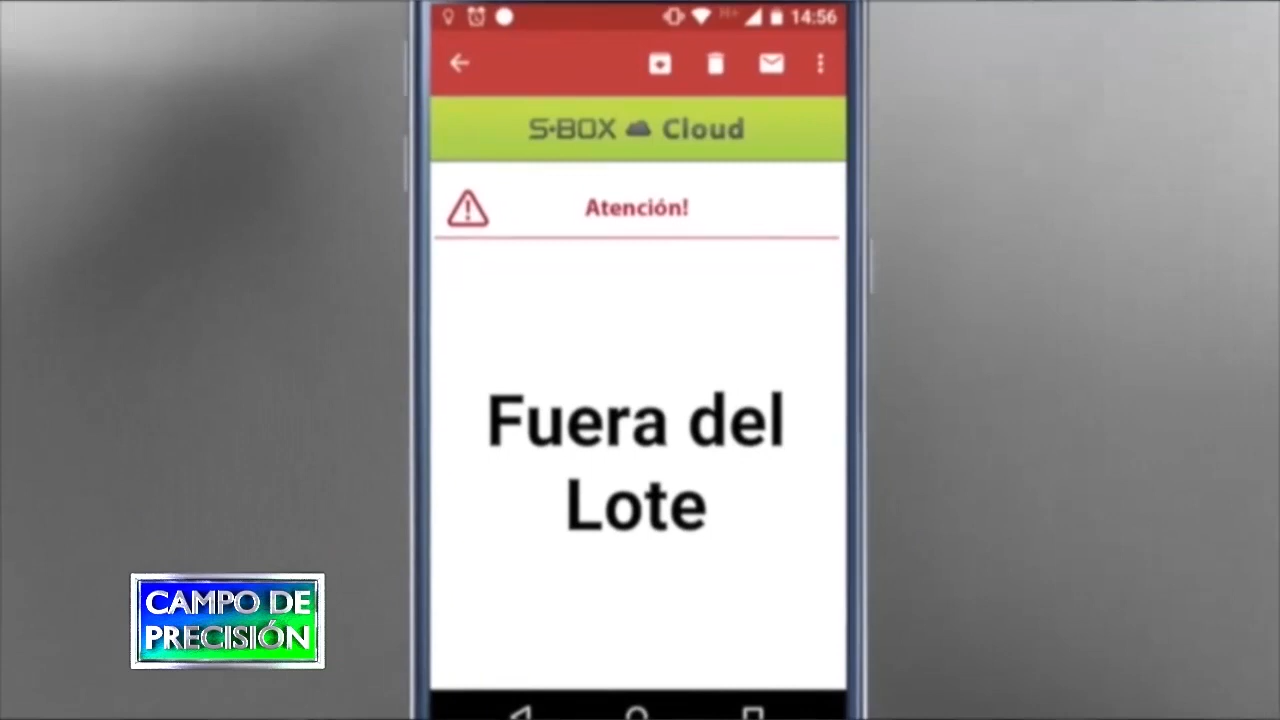 14:56
S-BOX Cloud
Atención!
Fuera del
Lote
CAMPO DE
PRECISIÓN